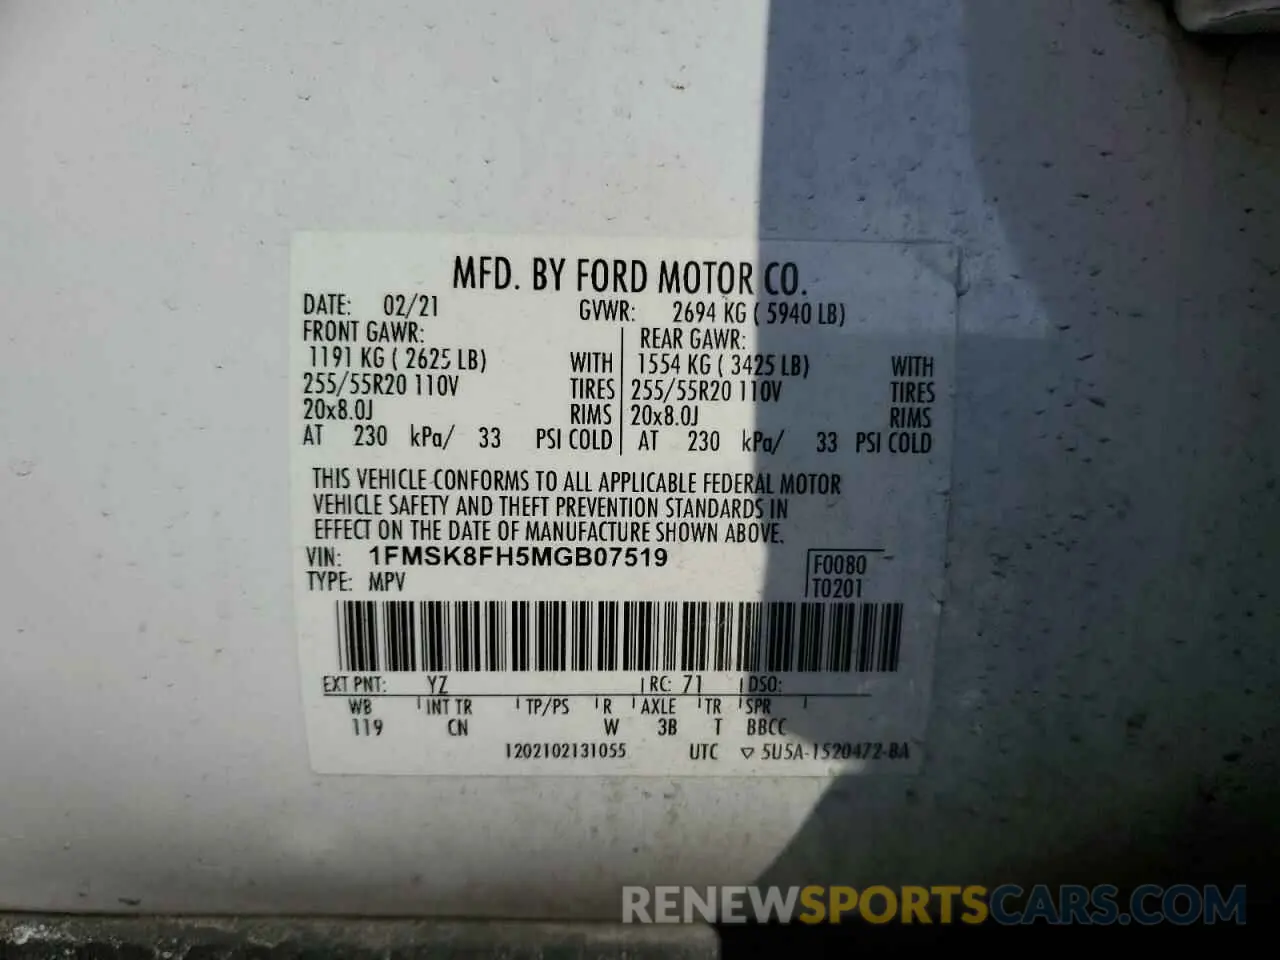 MFD. BY FORD MOTOR CO.
DATE: 02/21 GVWR: 2694 KG ( 5940 LB)
FRONT GAWR: REAR GAWR:
1191 KG ( 2625 LB) WITH 1554 KG ( 3425 LB) WITH
255/55R20 110V TIRES 255/55R20 110V TIRES
20x8.0J RIMS 20x8.0J RIMS
AT 230 kPa/ 33 PSI COLD AT 230 kPa/ 33 PSI COLD
THIS VEHICLE CONFORMS TO ALL APPLICABLE FEDERAL MOTOR
VEHICLE SAFETY AND THEFT PREVENTION STANDARDS IN
EFFECT ON THE DATE OF MANUFACTURE SHOWN ABOVE.
VIN: 1FMSK8FH5MGB07519 F0080
TYPE: MPV T0201
EXT PNT: YZ RC: 71 DSO:
WB INT TR TP/PS R AXLE TR SPR
119 CN W 3B T BBCC
1202102131055 UTC ▽ 5U5A-1520472-BA
RENEWSPORTSCARS.COM